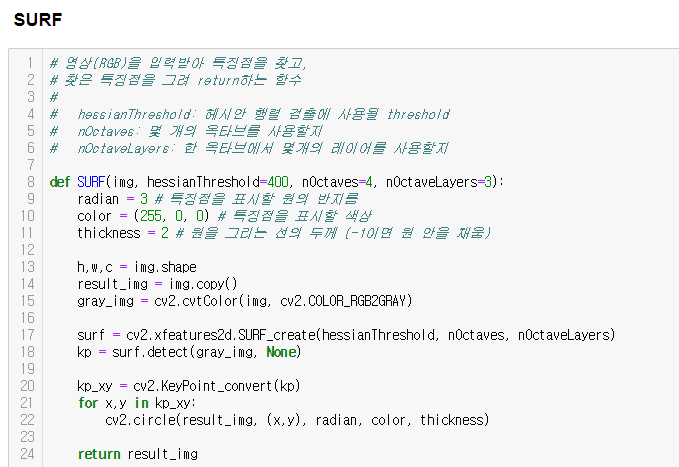 SURF
1 # 영상(RGB)을 입력받아 특징점을 찾고,
2 # 찾은 특징점을 그려 return하는 함수
3 #
4 #   hessianThreshold: 헤시안 행렬 검출에 사용될 threshold
5 #   nOctaves: 몇 개의 옥타브를 사용할지
6 #   nOctaveLayers: 한 옥타브에서 몇개의 레이어를 사용할지
7
8 def SURF(img, hessianThreshold=400, nOctaves=4, nOctaveLayers=3):
9     radian = 3 # 특징점을 표시할 원의 반지름
10     color = (255, 0, 0) # 특징점을 표시할 색상
11     thickness = 2 # 원을 그리는 선의 두께 (-1이면 원 안을 채움)
12
13     h,w,c = img.shape
14     result_img = img.copy()
15     gray_img = cv2.cvtColor(img, cv2.COLOR_RGB2GRAY)
16
17     surf = cv2.xfeatures2d.SURF_create(hessianThreshold, nOctaves, nOctaveLayers)
18     kp = surf.detect(gray_img, None)
19
20     kp_xy = cv2.KeyPoint_convert(kp)
21     for x,y in kp_xy:
22         cv2.circle(result_img, (x,y), radian, color, thickness)
23
24     return result_img